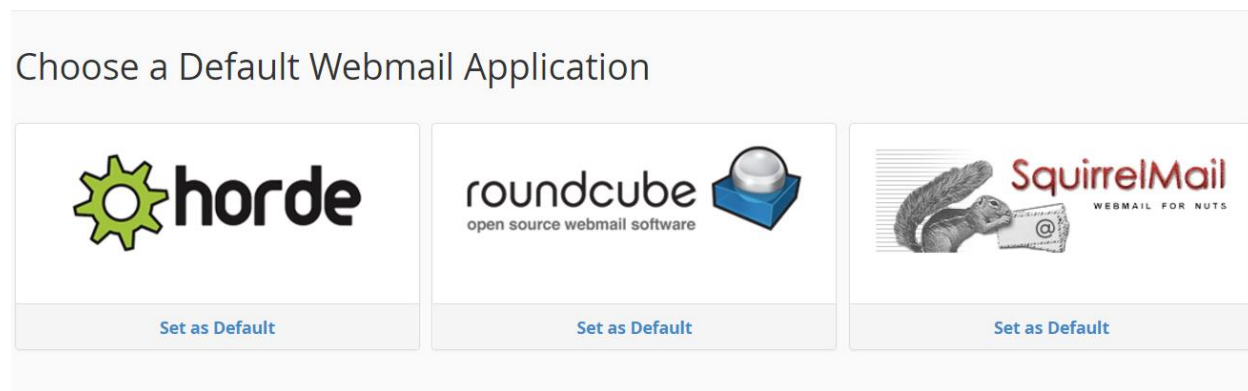 Choose a Default Webmail Application
horde
roundcube
open source webmail software
SquirrelMail
WEBMAIL FOR NUTS
@
Set as Default
Set as Default
Set as Default